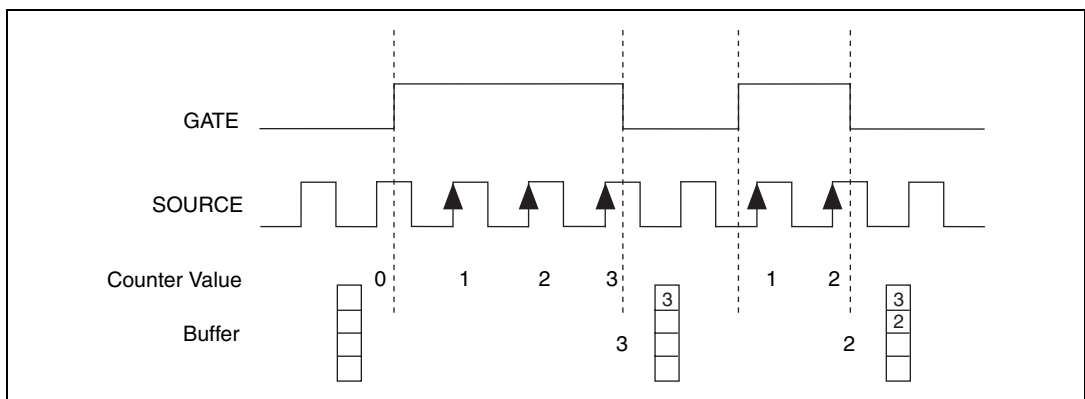 GATE
SOURCE
Counter Value 0 1 2 3 1 2
3 3
2
Buffer
3 2